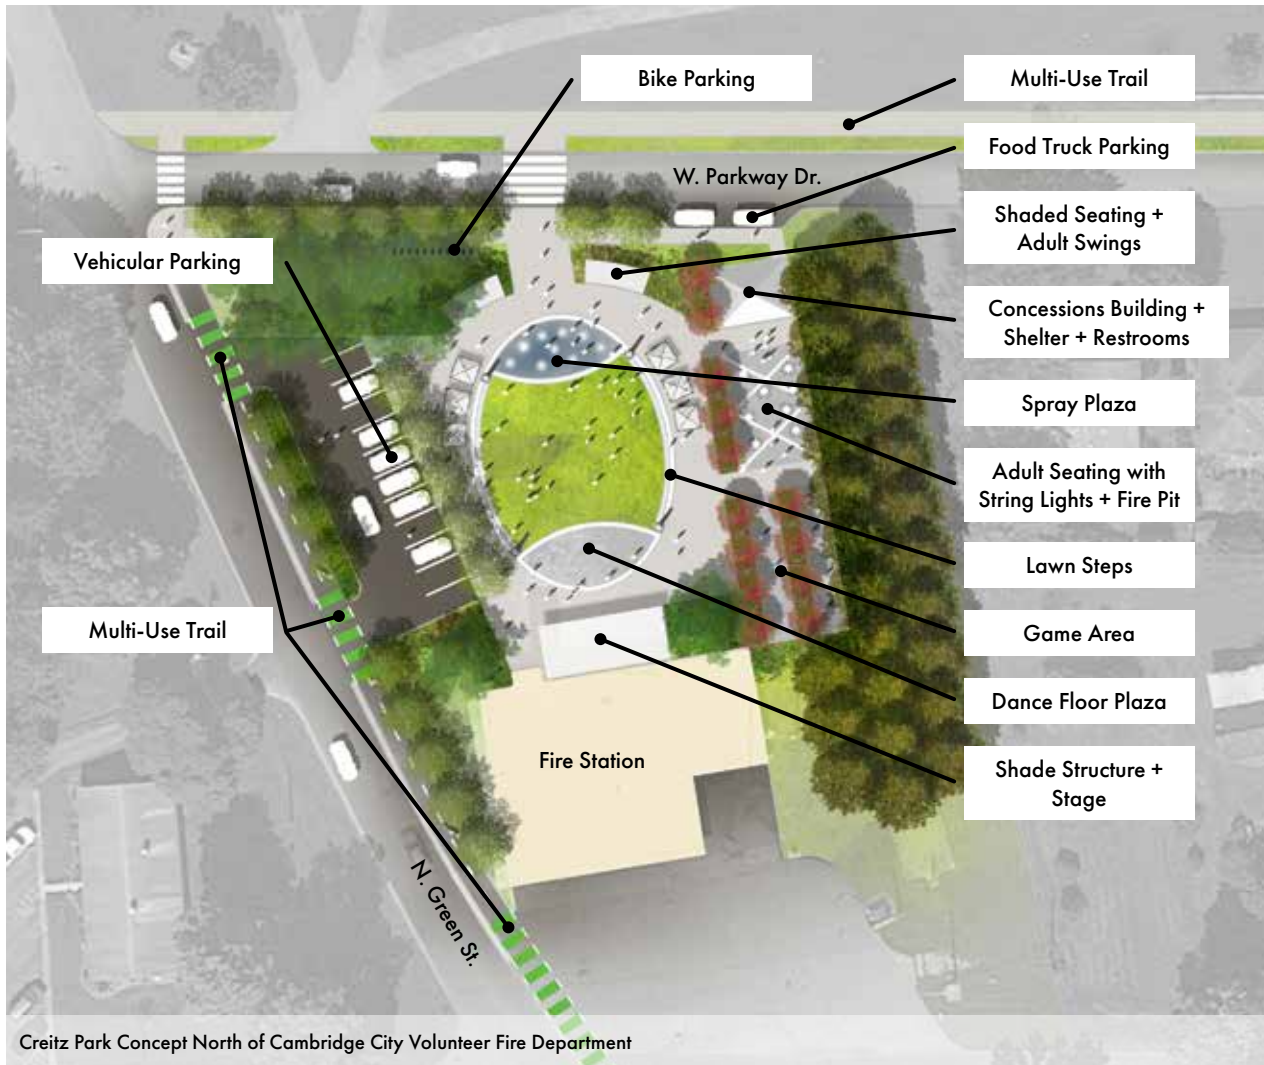 Bike Parking
Multi-Use Trail
Food Truck Parking
W. Parkway Dr.
Shaded Seating +
Adult Swings
Vehicular Parking
Concessions Building +
Shelter + Restrooms
Spray Plaza
Adult Seating with
String Lights + Fire Pit
Lawn Steps
Multi-Use Trail
Game Area
Dance Floor Plaza
Fire Station
Shade Structure +
Stage
N. Green St.
Creitz Park Concept North of Cambridge City Volunteer Fire Department